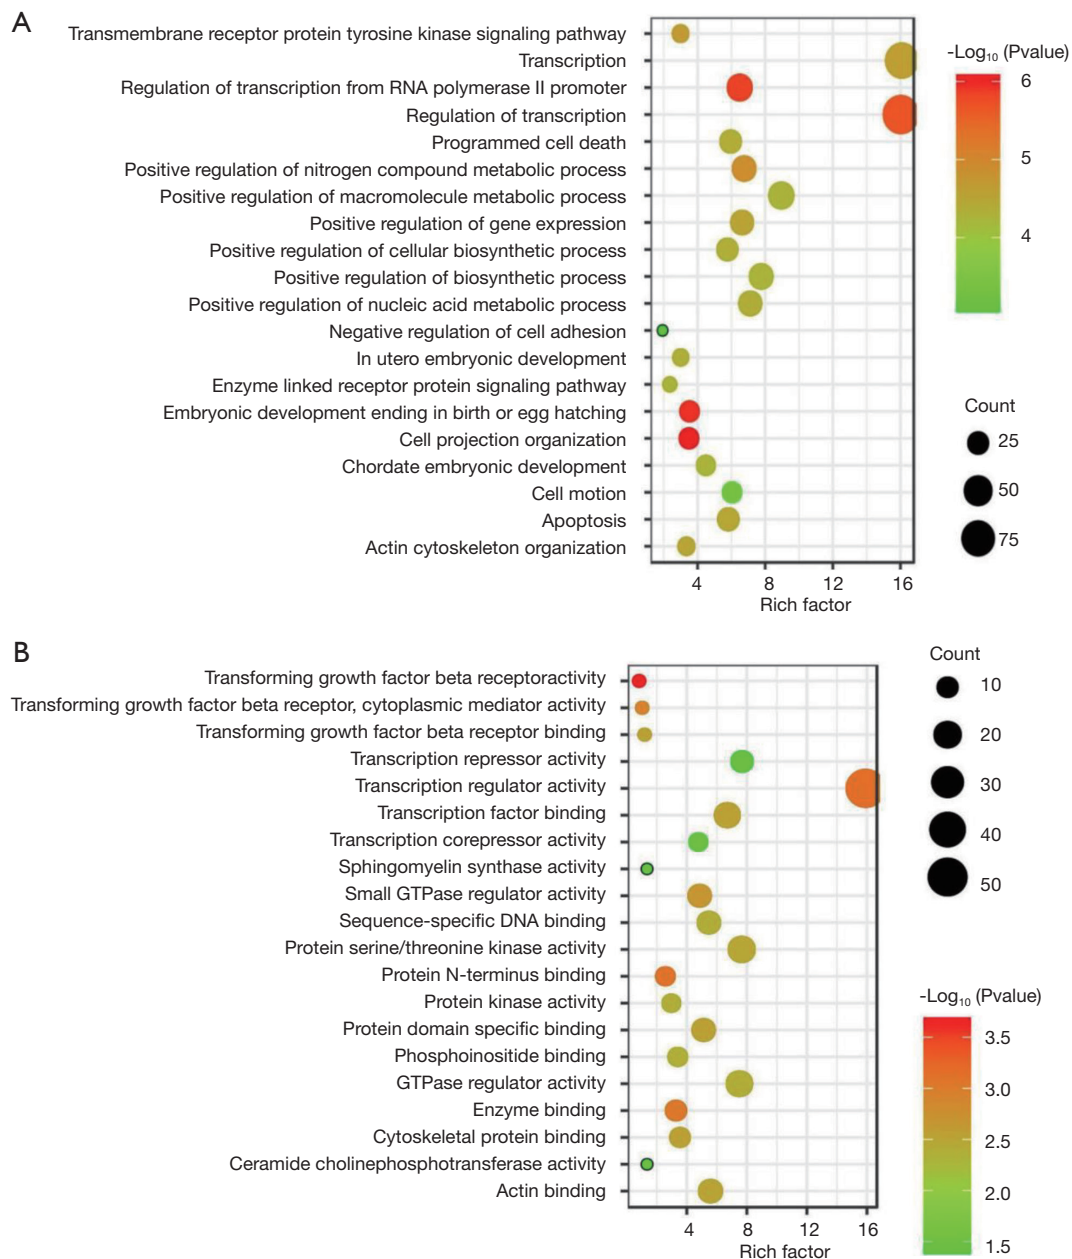 A
Transmembrane receptor protein tyrosine kinase signaling pathway
Transcription
Regulation of transcription from RNA polymerase II promoter
Regulation of transcription
Programmed cell death
Positive regulation of nitrogen compound metabolic process
Positive regulation of macromolecule metabolic process
Positive regulation of gene expression
Positive regulation of cellular biosynthetic process
Positive regulation of biosynthetic process
Positive regulation of nucleic acid metabolic process
Negative regulation of cell adhesion
In utero embryonic development
Enzyme linked receptor protein signaling pathway
Embryonic development ending in birth or egg hatching
Cell projection organization
Chordate embryonic development
Cell motion
Apoptosis
Actin cytoskeleton organization
4 8 12 16
Rich factor
-Log₁₀ (Pvalue)
6
5
4
Count
25
50
75
B
Transforming growth factor beta receptoractivity
Transforming growth factor beta receptor, cytoplasmic mediator activity
Transforming growth factor beta receptor binding
Transcription repressor activity
Transcription regulator activity
Transcription factor binding
Transcription corepressor activity
Sphingomyelin synthase activity
Small GTPase regulator activity
Sequence-specific DNA binding
Protein serine/threonine kinase activity
Protein N-terminus binding
Protein kinase activity
Protein domain specific binding
Phosphoinositide binding
GTPase regulator activity
Enzyme binding
Cytoskeletal protein binding
Ceramide cholinephosphotransferase activity
Actin binding
4 8 12 16
Rich factor
Count
10
20
30
40
50
-Log₁₀ (Pvalue)
3.5
3.0
2.5
2.0
1.5